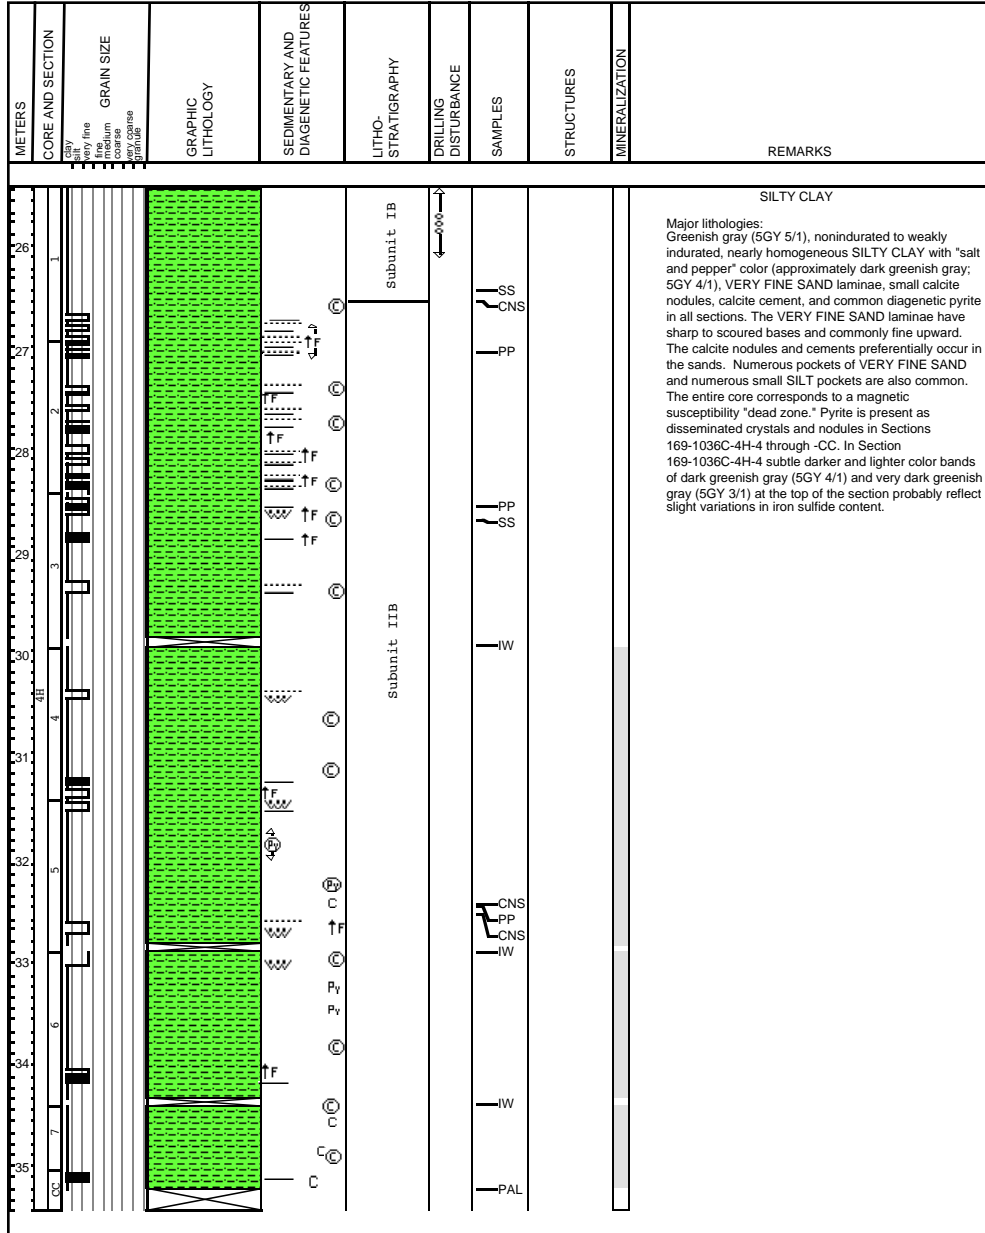 METERS
CORE AND SECTION
clay
silt
very fine
fine
medium
coarse
very coarse
granule
GRAIN SIZE
GRAPHIC
LITHOLOGY
SEDIMENTARY AND
DIAGENETIC FEATURES
LITHO-
STRATIGRAPHY
DRILLING
DISTURBANCE
SAMPLES
STRUCTURES
MINERALIZATION
REMARKS
26
27
28
29
30
31
32
33
34
35
4H
1
2
3
4
5
6
7
CC
C
F
C
F
C
F
F
F
C
F
C
F
C
C
C
F
Py
Py
C
F
C
Py
Py
C
F
C
C
C
C
C
Subunit IB
Subunit IIB
SS
CNS
PP
PP
SS
IW
CNS
PP
CNS
IW
IW
PAL
SILTY CLAY
Major lithologies:
Greenish gray (5GY 5/1), nonindurated to weakly
indurated, nearly homogeneous SILTY CLAY with "salt
and pepper" color (approximately dark greenish gray;
5GY 4/1), VERY FINE SAND laminae, small calcite
nodules, calcite cement, and common diagenetic pyrite
in all sections. The VERY FINE SAND laminae have
sharp to scoured bases and commonly fine upward.
The calcite nodules and cements preferentially occur in
the sands. Numerous pockets of VERY FINE SAND
and numerous small SILT pockets are also common.
The entire core corresponds to a magnetic
susceptibility "dead zone." Pyrite is present as
disseminated crystals and nodules in Sections
169-1036C-4H-4 through -CC. In Section
169-1036C-4H-4 subtle darker and lighter color bands
of dark greenish gray (5GY 4/1) and very dark greenish
gray (5GY 3/1) at the top of the section probably reflect
slight variations in iron sulfide content.